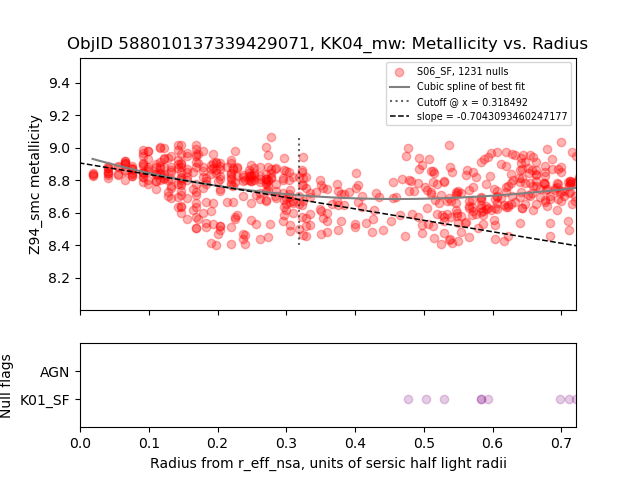 ObjID 588010137339429071, KK04_mw: Metallicity vs. Radius
S06_SF, 1231 nulls
Cubic spline of best fit
Cutoff @ x = 0.318492
slope = -0.7043093460247177
Z94_smc metallicity
9.4
9.2
9.0
8.8
8.6
8.4
8.2
Null flags
AGN
K01_SF
0.0 0.1 0.2 0.3 0.4 0.5 0.6 0.7
Radius from r_eff_nsa, units of sersic half light radii